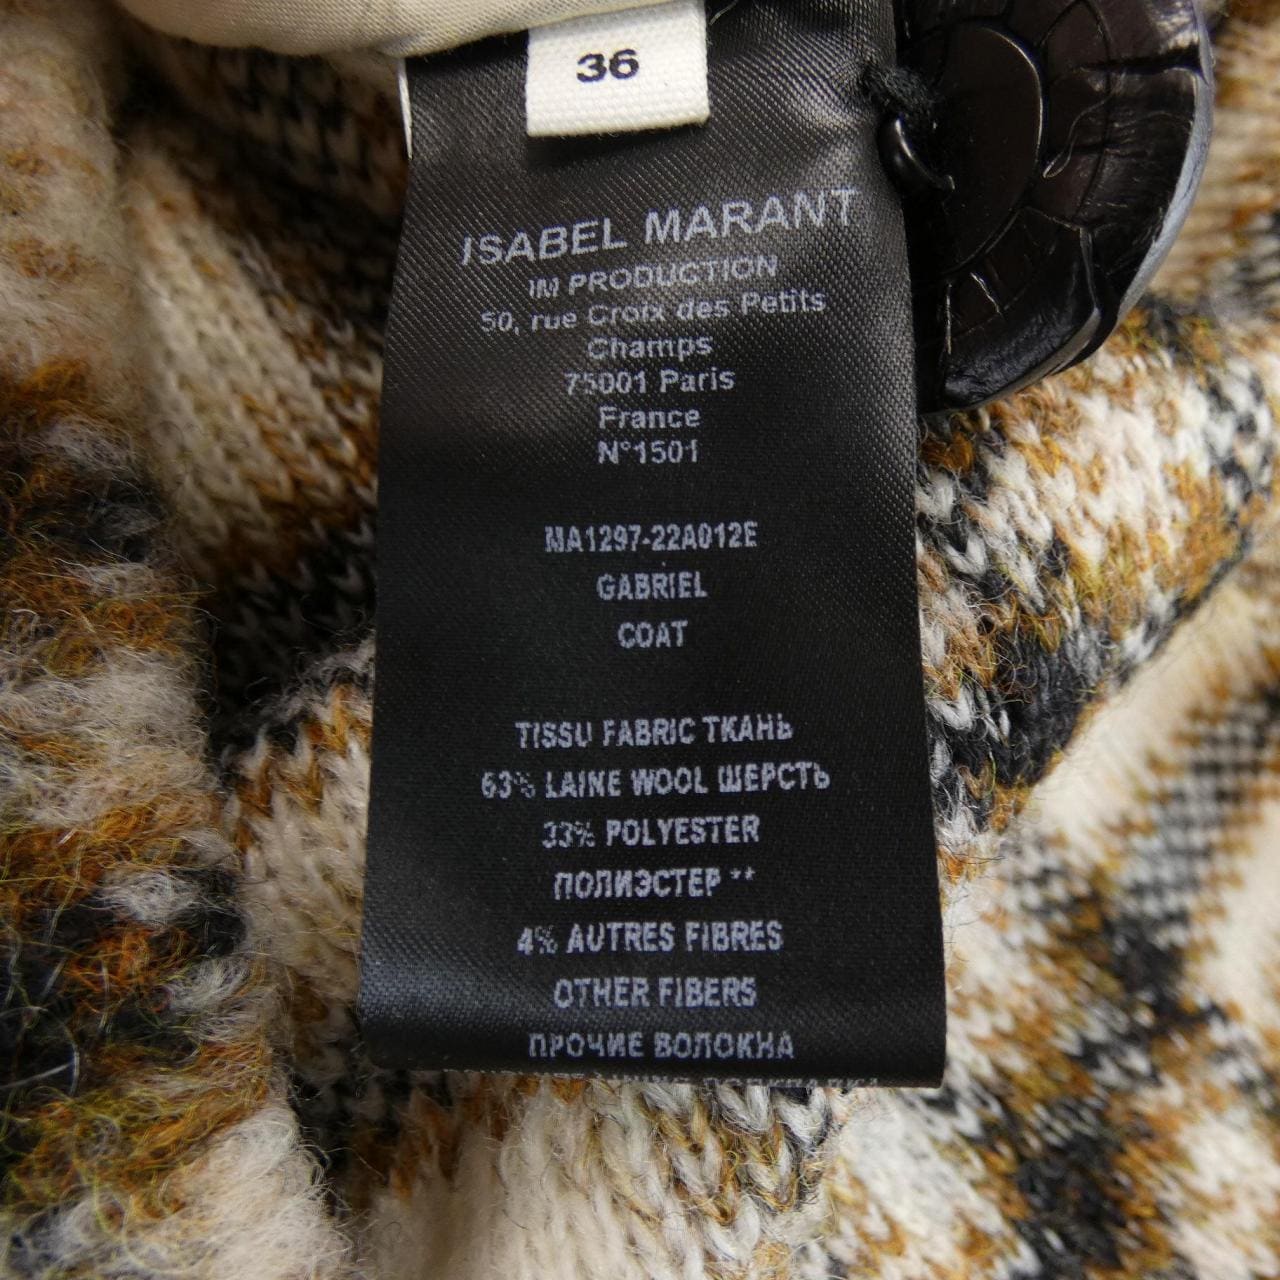 36
ISABEL MARANT
IM PRODUCTION
50, rue Croix des Petits
Champs
75001 Paris
France
N°1501
MA1297-22A012E
GABRIEL
COAT
TISSU FABRIC ТКАНЬ
63% LAINE WOOL ШЕРСТЬ
33% POLYESTER
ПОЛИЭСТЕР **
4% AUTRES FIBRES
OTHER FIBERS
ПРОЧИЕ ВОЛОКНА